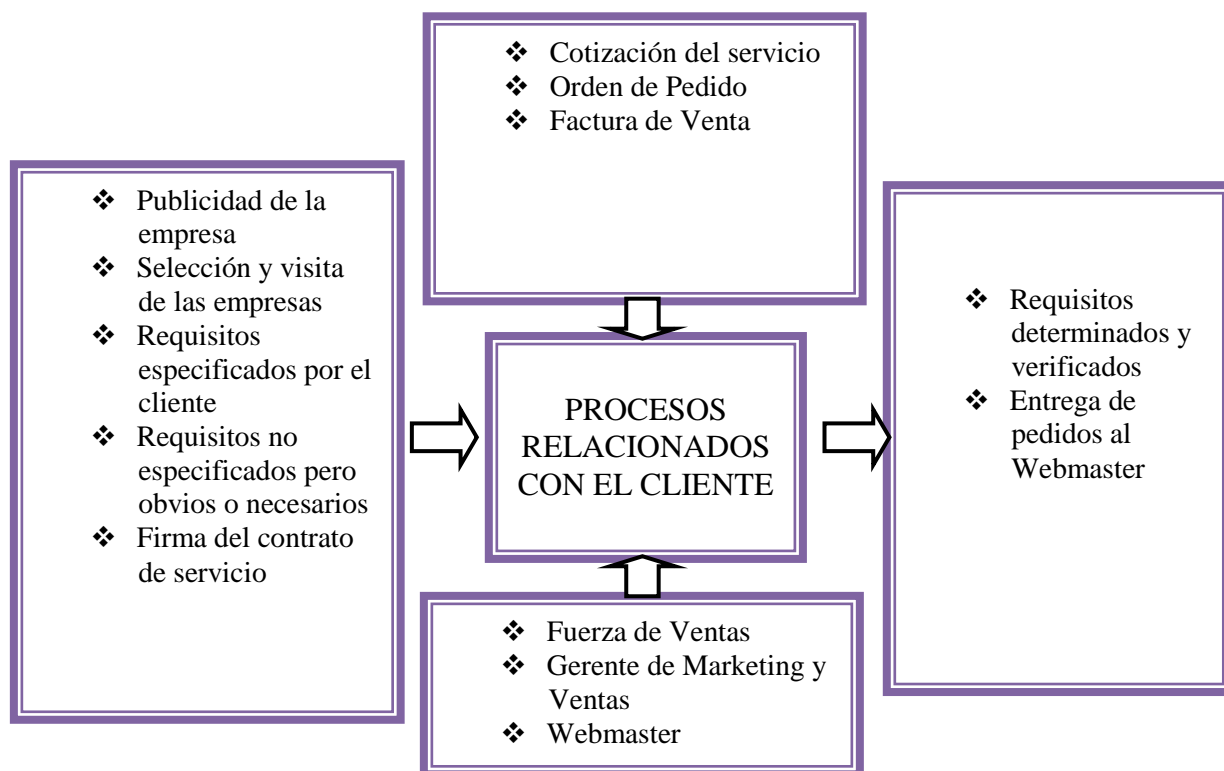 ❖ Cotización del servicio
❖ Orden de Pedido
❖ Factura de Venta
❖ Publicidad de la
empresa
❖ Selección y visita
de las empresas
❖ Requisitos
especificados por el
cliente
❖ Requisitos no
especificados pero
obvios o necesarios
❖ Firma del contrato
de servicio
PROCESOS
RELACIONADOS
CON EL CLIENTE
❖ Requisitos
determinados y
verificados
❖ Entrega de
pedidos al
Webmaster
❖ Fuerza de Ventas
❖ Gerente de Marketing y
Ventas
❖ Webmaster